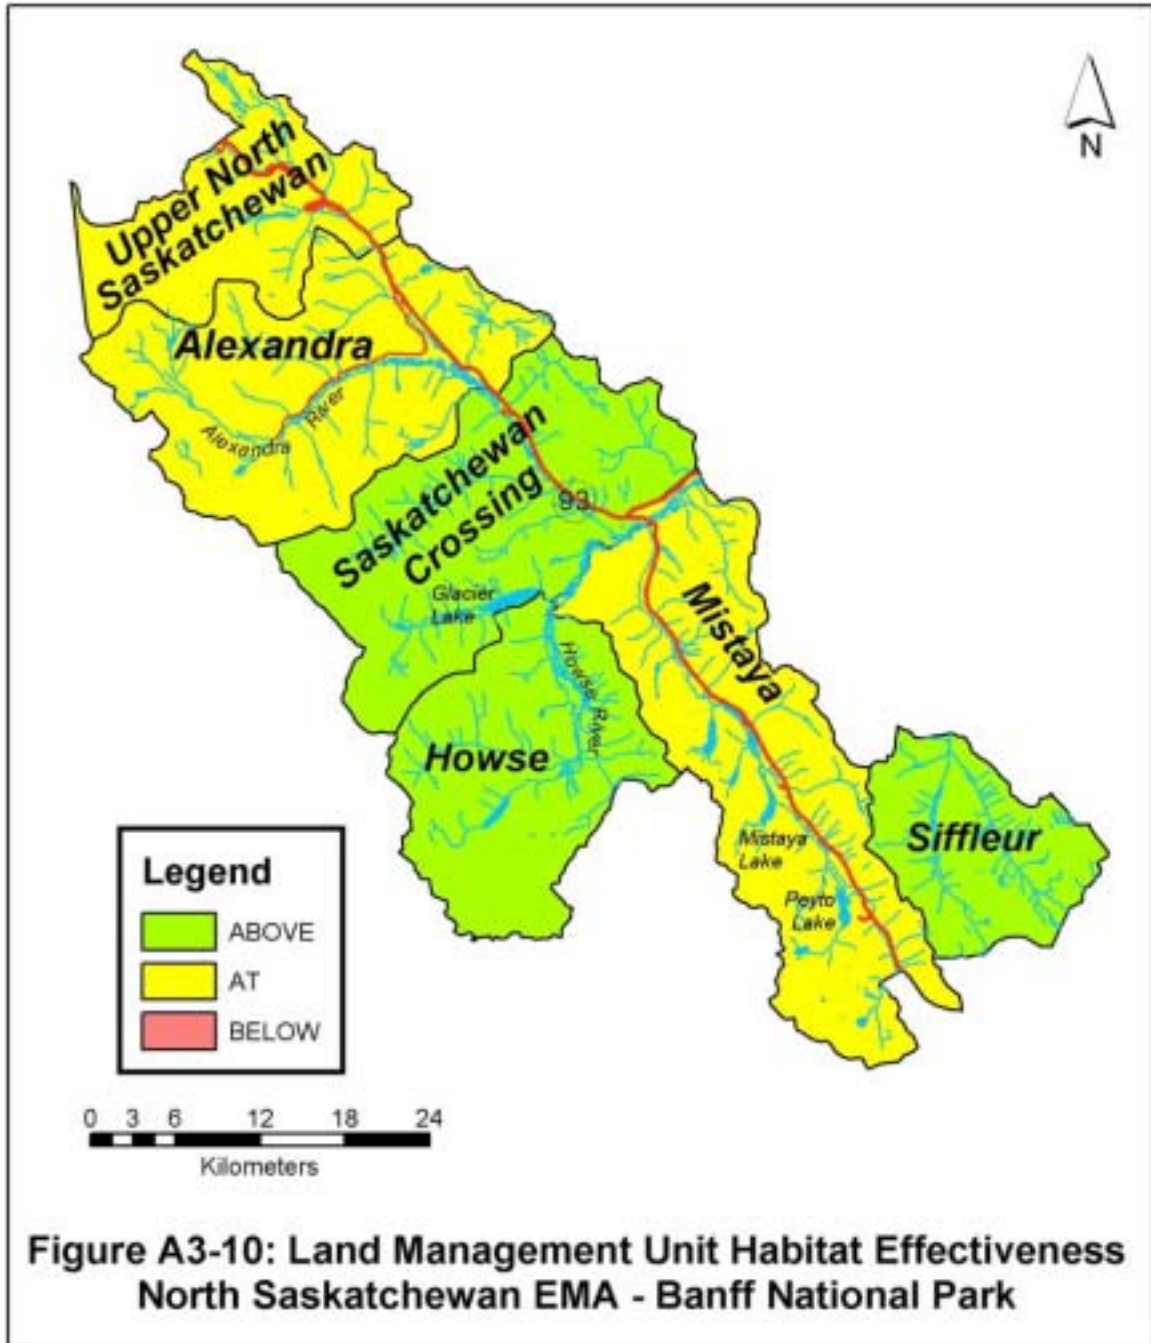 N
Upper North
Saskatchewan
Alexandra
Alexandra River
Saskatchewan
Crossing
93
Glacier
Lake
Howse River
Mistaya
Howse
Siffleur
Mistaya
Lake
Peyto
Lake
Legend
ABOVE
AT
BELOW
0 3 6 12 18 24
Kilometers
Figure A3-10: Land Management Unit Habitat Effectiveness
North Saskatchewan EMA - Banff National Park